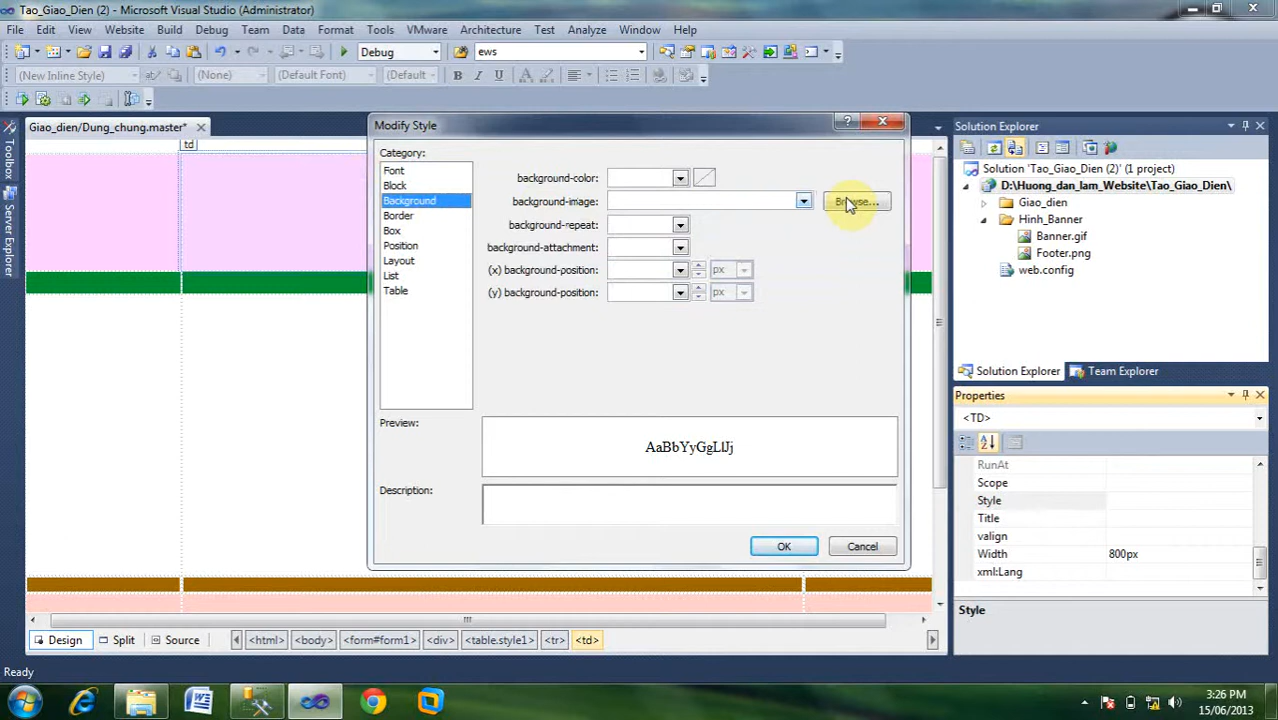 Tao_Giao_Dien (2) - Microsoft Visual Studio (Administrator)
File Edit View Website Build Debug Team Data Format Tools VMware Architecture Test Analyze Window Help
Debug ews
(New Inline Style) (None) (Default Font) (Default B I U A
Giao_dien/Dung_chung.master*
td
Toolbox
Server Explorer
Modify Style
Category:
Font
Block
Background
Border
Box
Position
Layout
List
Table
background-color:
background-image: Browse...
background-repeat:
background-attachment:
(x) background-position: px
(y) background-position: px
Preview:
AaBbYyGgLlJj
Description:
OK Cancel
Solution Explorer
Solution 'Tao_Giao_Dien (2)' (1 project)
D:\Huong_dan_lam_Website\Tao_Giao_Dien\
Giao_dien
Hinh_Banner
Banner.gif
Footer.png
web.config
Solution Explorer Team Explorer
Properties
<TD>
RunAt
Scope
Style
Title
valign
Width 800px
xml:Lang
Style
Design Split Source <html> <body> <form#form1> <div> <table.style1> <tr> <td>
Ready
3:26 PM
15/06/2013